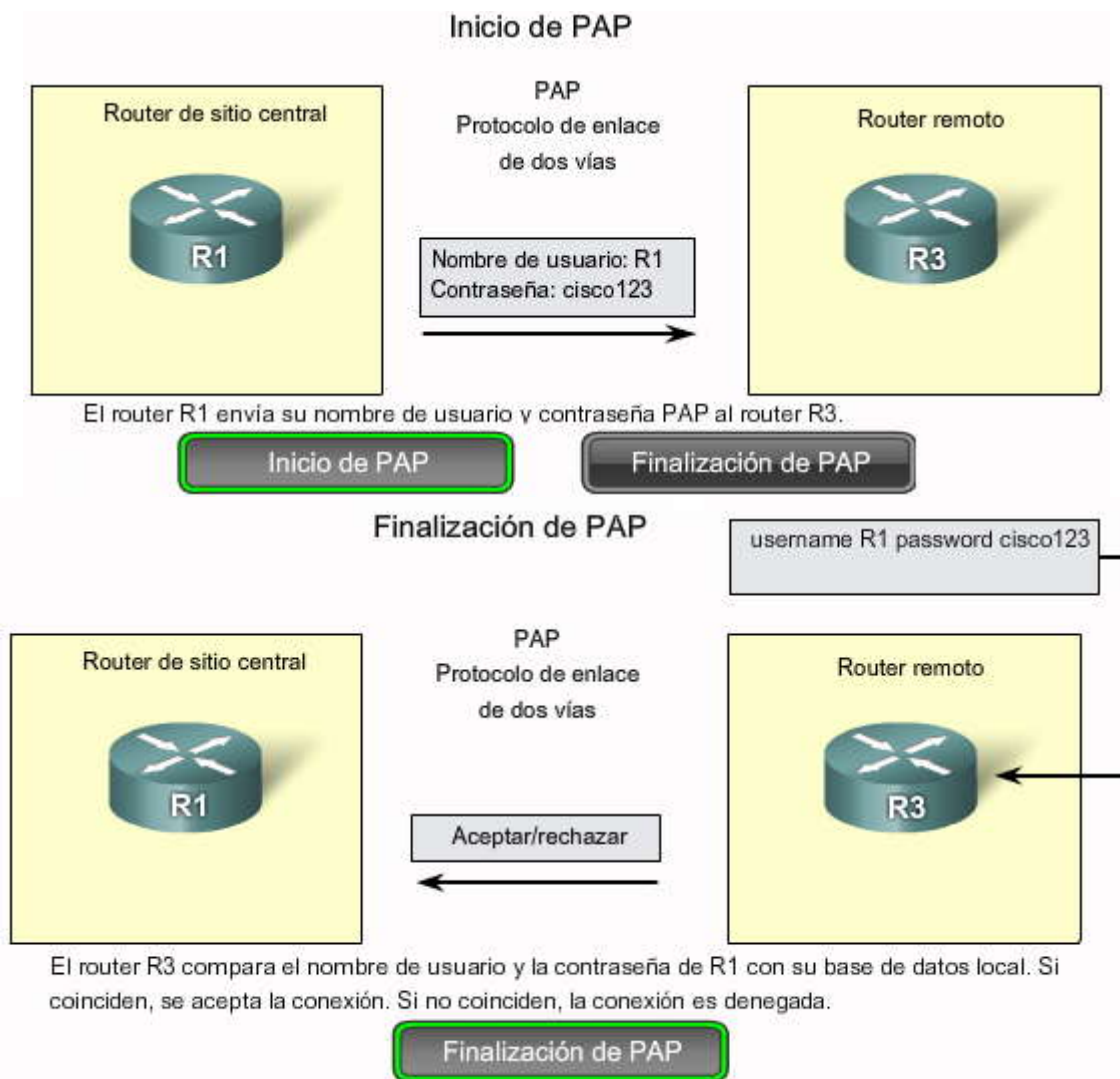 Inicio de PAP
Router de sitio central
PAP
Protocolo de enlace
de dos vías
Router remoto
R1
Nombre de usuario: R1
Contraseña: cisco123
R3
El router R1 envía su nombre de usuario y contraseña PAP al router R3.
Inicio de PAP
Finalización de PAP
Finalización de PAP
username R1 password cisco123
Router de sitio central
PAP
Protocolo de enlace
de dos vías
Router remoto
R1
Aceptar/rechazar
R3
El router R3 compara el nombre de usuario y la contraseña de R1 con su base de datos local. Si
coinciden, se acepta la conexión. Si no coinciden, la conexión es denegada.
Finalización de PAP